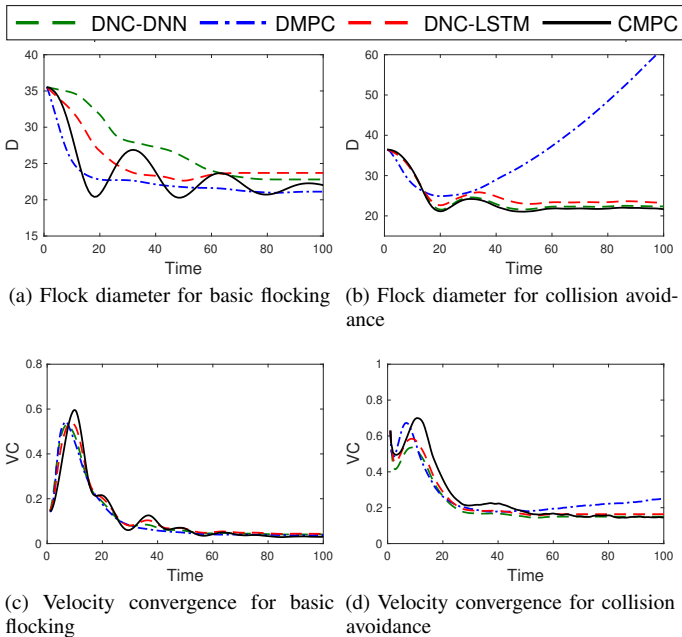 DNC-DNN DMPC DNC-LSTM CMPC
40
35
30
25
20
15
D
0 20 40 60 80 100
Time
60
50
40
30
20
D
0 20 40 60 80 100
Time
(a) Flock diameter for basic flocking
(b) Flock diameter for collision avoid-
ance
0.8
0.6
0.4
0.2
0
VC
0 20 40 60 80 100
Time
1
0.8
0.6
0.4
0.2
0
VC
0 20 40 60 80 100
Time
(c) Velocity convergence for basic
flocking
(d) Velocity convergence for collision
avoidance